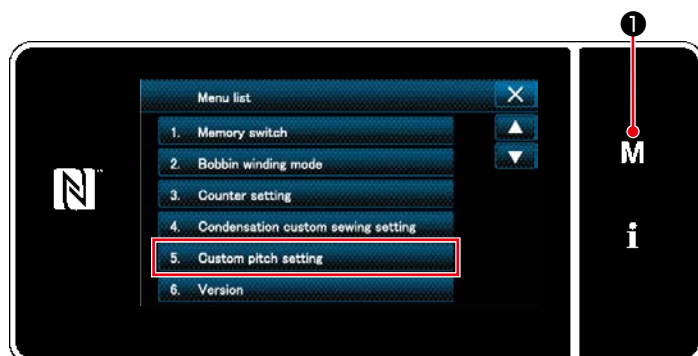 ❶
Menu list
1. Memory switch
2. Bobbin winding mode
3. Counter setting
4. Condensation custom sewing setting
5. Custom pitch setting
6. Version
N
M
i